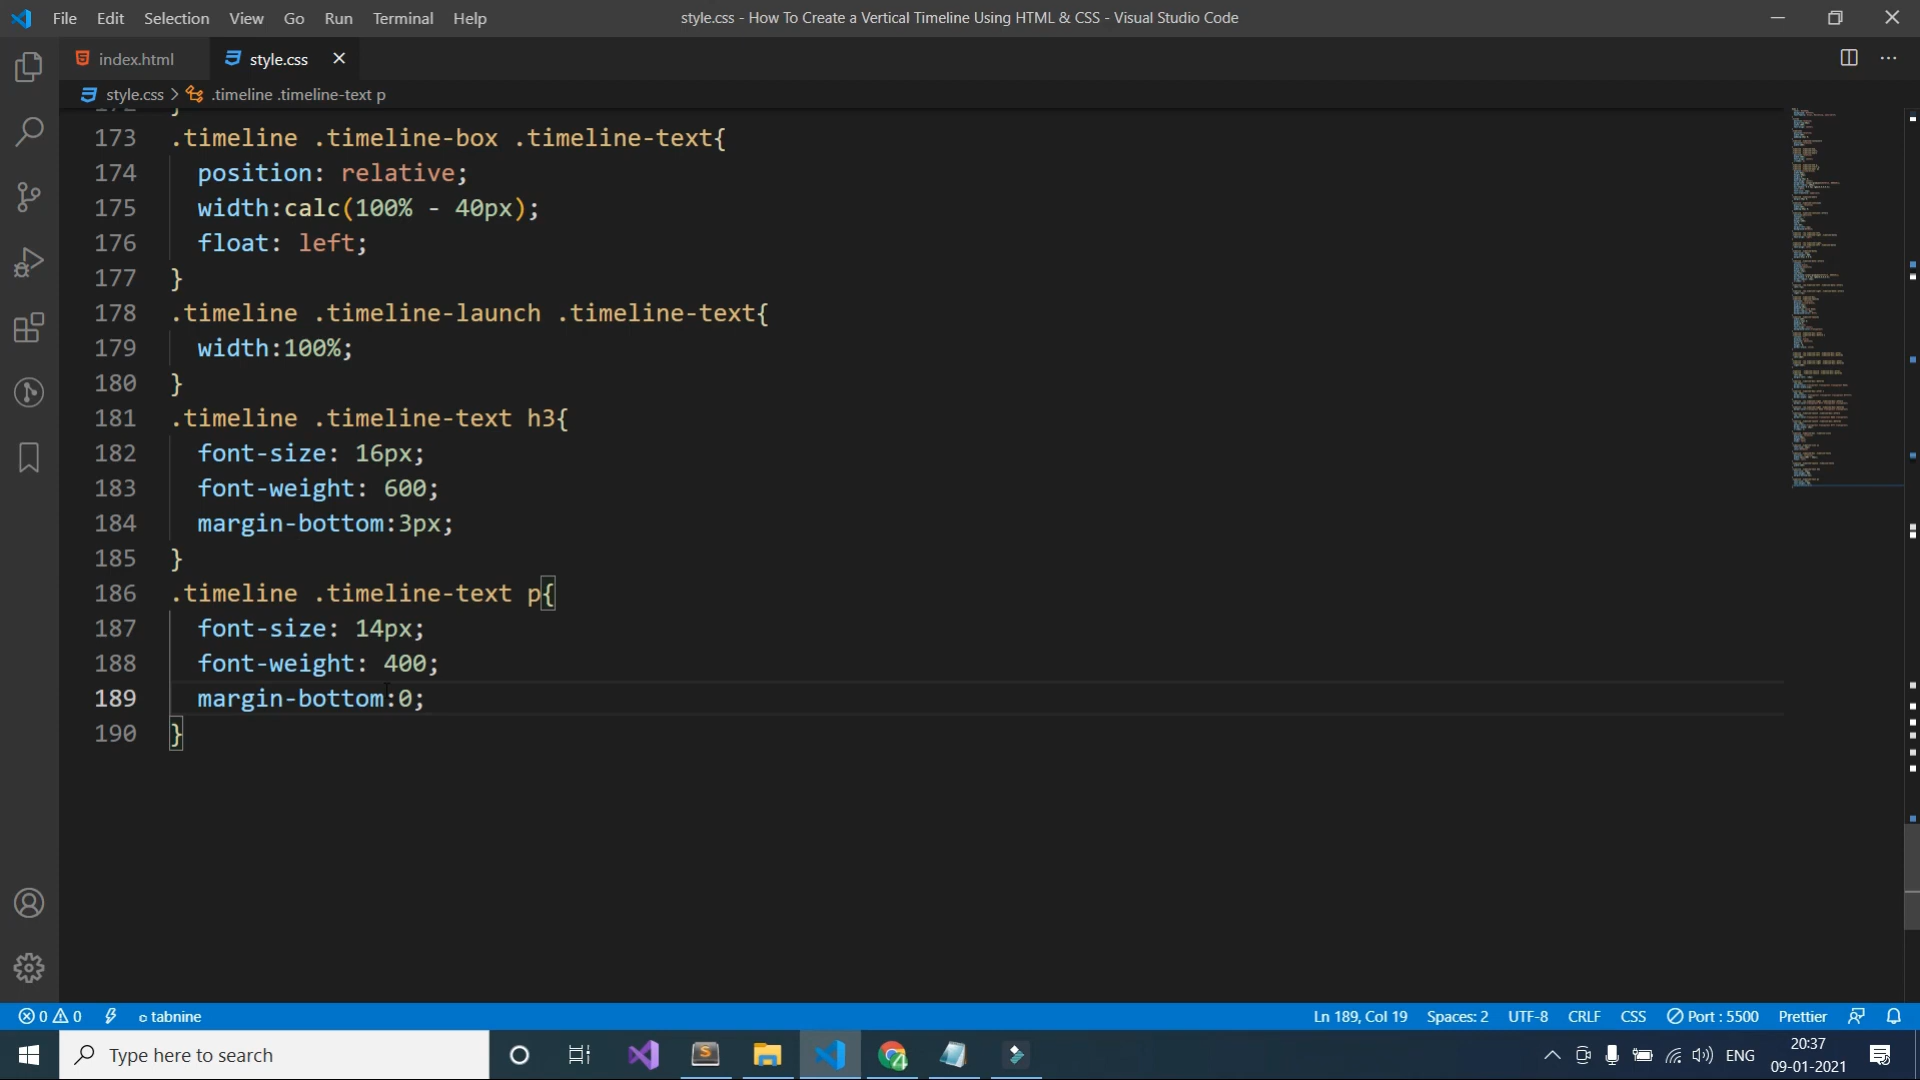 File Edit Selection View Go Run Terminal Help
style.css - How To Create a Vertical Timeline Using HTML & CSS - Visual Studio Code
index.html
style.css
style.css > .timeline .timeline-text p
173 .timeline .timeline-box .timeline-text{
174 position: relative;
175 width:calc(100% - 40px);
176 float: left;
177 }
178 .timeline .timeline-launch .timeline-text{
179 width:100%;
180 }
181 .timeline .timeline-text h3{
182 font-size: 16px;
183 font-weight: 600;
184 margin-bottom:3px;
185 }
186 .timeline .timeline-text p{
187 font-size: 14px;
188 font-weight: 400;
189 margin-bottom:0;
190 }
0 0 tabnine
Ln 189, Col 19 Spaces: 2 UTF-8 CRLF CSS Port : 5500 Prettier
Type here to search
ENG
20:37
09-01-2021